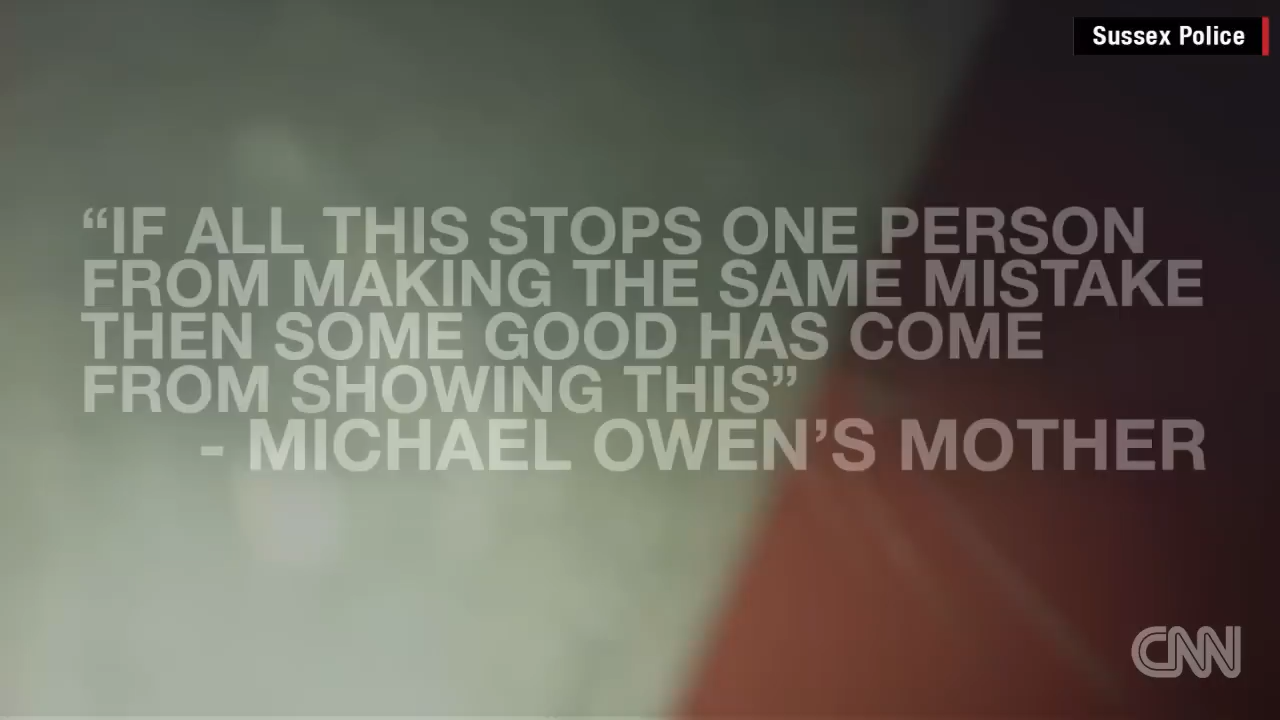 Sussex Police
“IF ALL THIS STOPS ONE PERSON
FROM MAKING THE SAME MISTAKE
THEN SOME GOOD HAS COME
FROM SHOWING THIS”
- MICHAEL OWEN’S MOTHER
CNN